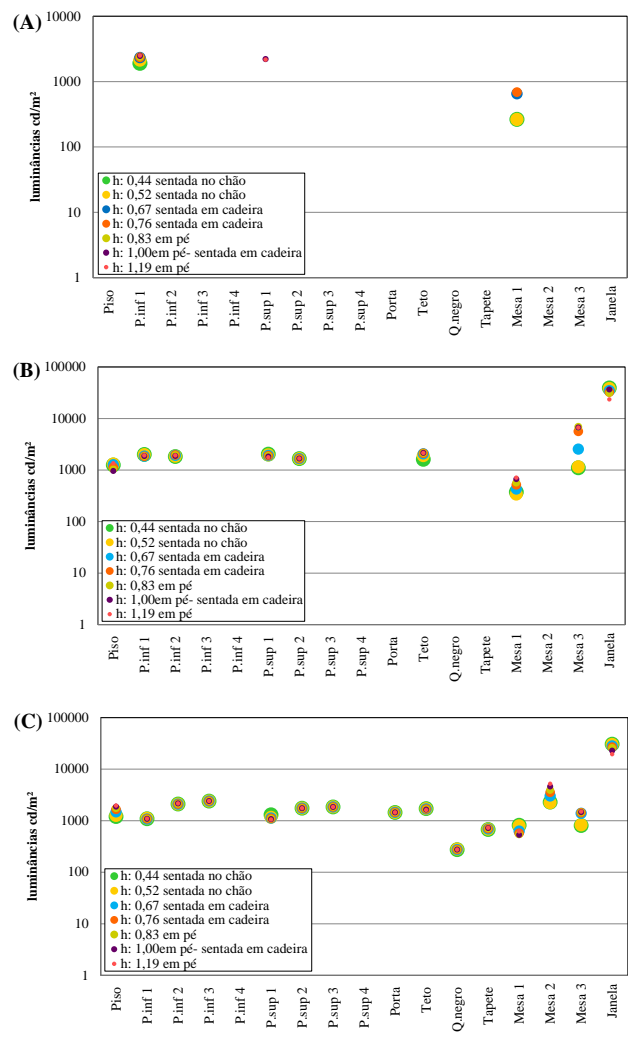 (A)
luminâncias cd/m²
10000
1000
100
10
1
h: 0,44 sentada no chão
h: 0,52 sentada no chão
h: 0,67 sentada em cadeira
h: 0,76 sentada em cadeira
h: 0,83 em pé
h: 1,00em pé- sentada em cadeira
h: 1,19 em pé
Piso
P.inf 1
P.inf 2
P.inf 3
P.inf 4
P.sup 1
P.sup 2
P.sup 3
P.sup 4
Porta
Teto
Q.negro
Tapete
Mesa 1
Mesa 2
Mesa 3
Janela
(B)
luminâncias cd/m²
100000
10000
1000
100
10
1
h: 0,44 sentada no chão
h: 0,52 sentada no chão
h: 0,67 sentada em cadeira
h: 0,76 sentada em cadeira
h: 0,83 em pé
h: 1,00em pé- sentada em cadeira
h: 1,19 em pé
Piso
P.inf 1
P.inf 2
P.inf 3
P.inf 4
P.sup 1
P.sup 2
P.sup 3
P.sup 4
Porta
Teto
Q.negro
Tapete
Mesa 1
Mesa 2
Mesa 3
Janela
(C)
luminâncias cd/m²
100000
10000
1000
100
10
1
h: 0,44 sentada no chão
h: 0,52 sentada no chão
h: 0,67 sentada em cadeira
h: 0,76 sentada em cadeira
h: 0,83 em pé
h: 1,00em pé- sentada em cadeira
h: 1,19 em pé
Piso
P.inf 1
P.inf 2
P.inf 3
P.inf 4
P.sup 1
P.sup 2
P.sup 3
P.sup 4
Porta
Teto
Q.negro
Tapete
Mesa 1
Mesa 2
Mesa 3
Janela